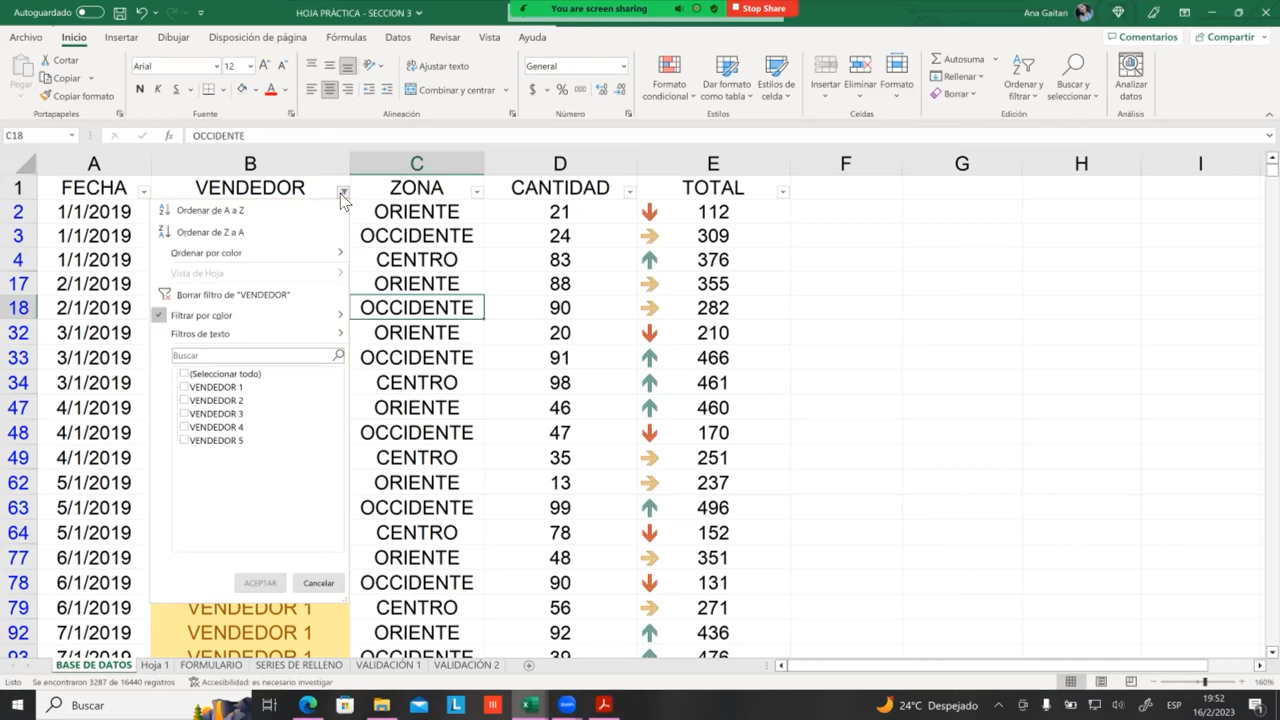 Autoguardado
HOJA PRÁCTICA - SECCION 3
You are screen sharing
Stop Share
Ana Gaitan
Archivo Inicio Insertar Dibujar Disposición de página Fórmulas Datos Revisar Vista Ayuda
Comentarios Compartir
Pegar
Cortar
Copiar
Copiar formato
Arial 12
N K S
Ajustar texto
Combinar y centrar
General
$ % 000
Formato condicional
Dar formato como tabla
Estilos de celda
Insertar Eliminar Formato
Autosuma
Rellenar
Borrar
Ordenar y filtrar
Buscar y seleccionar
Analizar datos
Portapapeles Fuente Alineación Número Estilos Celdas Edición Análisis
C18 fx OCCIDENTE
A B C D E F G H I
1 FECHA VENDEDOR ZONA CANTIDAD TOTAL
2 1/1/2019 ORIENTE 21 112
3 1/1/2019 OCCIDENTE 24 309
4 1/1/2019 CENTRO 83 376
17 2/1/2019 ORIENTE 88 355
18 2/1/2019 OCCIDENTE 90 282
32 3/1/2019 ORIENTE 20 210
33 3/1/2019 OCCIDENTE 91 466
34 3/1/2019 CENTRO 98 461
47 4/1/2019 ORIENTE 46 460
48 4/1/2019 OCCIDENTE 47 170
49 4/1/2019 CENTRO 35 251
62 5/1/2019 ORIENTE 13 237
63 5/1/2019 OCCIDENTE 99 496
64 5/1/2019 CENTRO 78 152
77 6/1/2019 ORIENTE 48 351
78 6/1/2019 OCCIDENTE 90 131
79 6/1/2019 VENDEDOR 1 CENTRO 56 271
92 7/1/2019 VENDEDOR 1 ORIENTE 92 436
93 7/1/2019 VENDEDOR 1 OCCIDENTE 39 476
Ordenar de A a Z
Ordenar de Z a A
Ordenar por color
Vista de Hoja
Borrar filtro de "VENDEDOR"
Filtrar por color
Filtros de texto
Buscar
(Seleccionar todo)
VENDEDOR 1
VENDEDOR 2
VENDEDOR 3
VENDEDOR 4
VENDEDOR 5
ACEPTAR Cancelar
BASE DE DATOS Hoja 1 FORMULARIO SERIES DE RELLENO VALIDACIÓN 1 VALIDACIÓN 2
Listo Se encontraron 3287 de 16440 registros Accesibilidad: es necesario investigar 160%
Buscar
24°C Despejado
ESP
19:52
16/2/2023